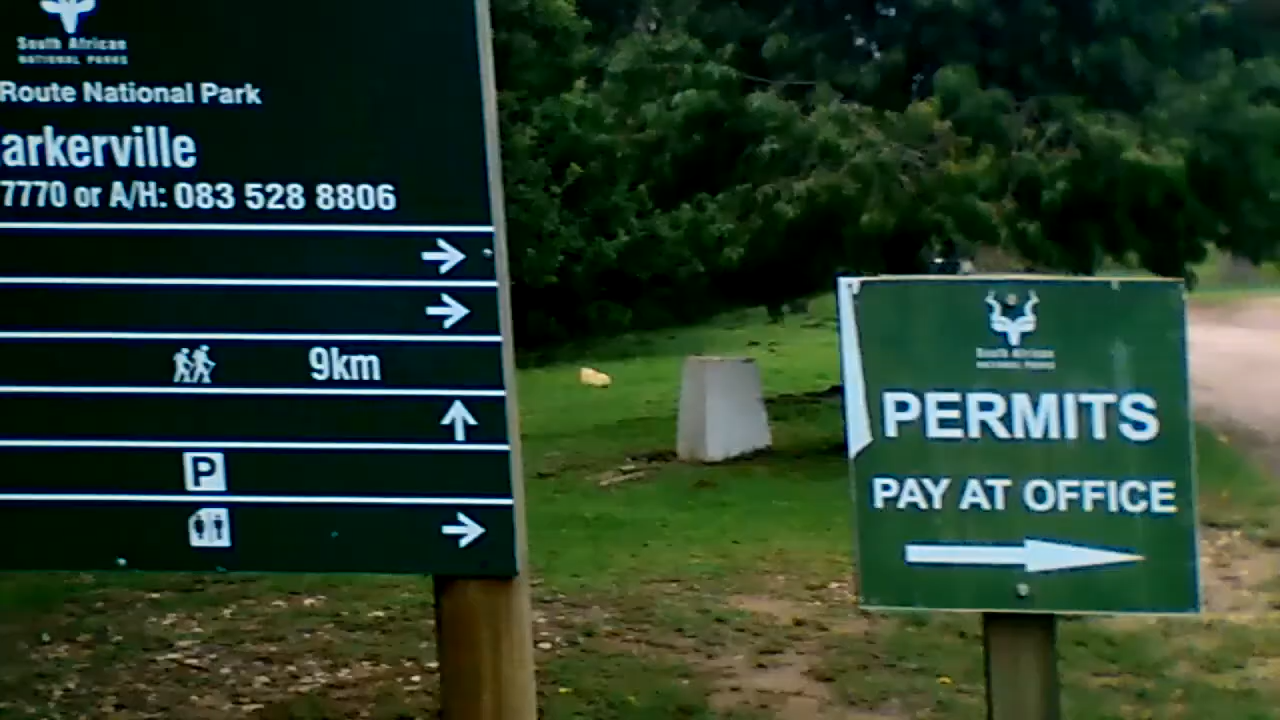 South African
NATIONAL PARKS
Route National Park
arkerville
7770 or A/H: 083 528 8806
9km
P
South African
NATIONAL PARKS
PERMITS
PAY AT OFFICE